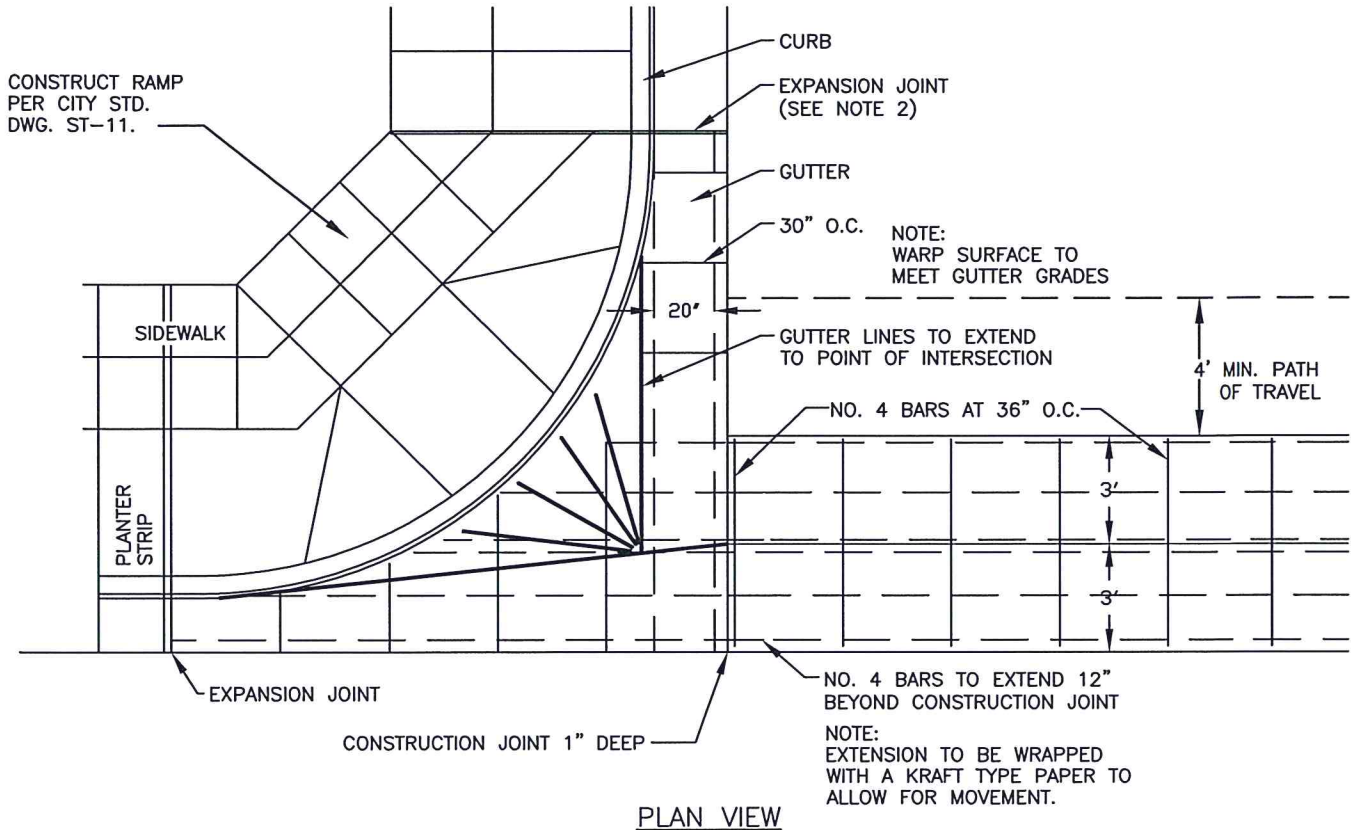 CURB
CONSTRUCT RAMP
PER CITY STD.
DWG. ST-11.
EXPANSION JOINT
(SEE NOTE 2)
GUTTER
30" O.C.
NOTE:
WARP SURFACE TO
MEET GUTTER GRADES
20"
SIDEWALK
GUTTER LINES TO EXTEND
TO POINT OF INTERSECTION
4' MIN. PATH
OF TRAVEL
NO. 4 BARS AT 36" O.C.
3'
PLANTER
STRIP
3'
EXPANSION JOINT
NO. 4 BARS TO EXTEND 12"
BEYOND CONSTRUCTION JOINT
CONSTRUCTION JOINT 1" DEEP
NOTE:
EXTENSION TO BE WRAPPED
WITH A KRAFT TYPE PAPER TO
ALLOW FOR MOVEMENT.
PLAN VIEW